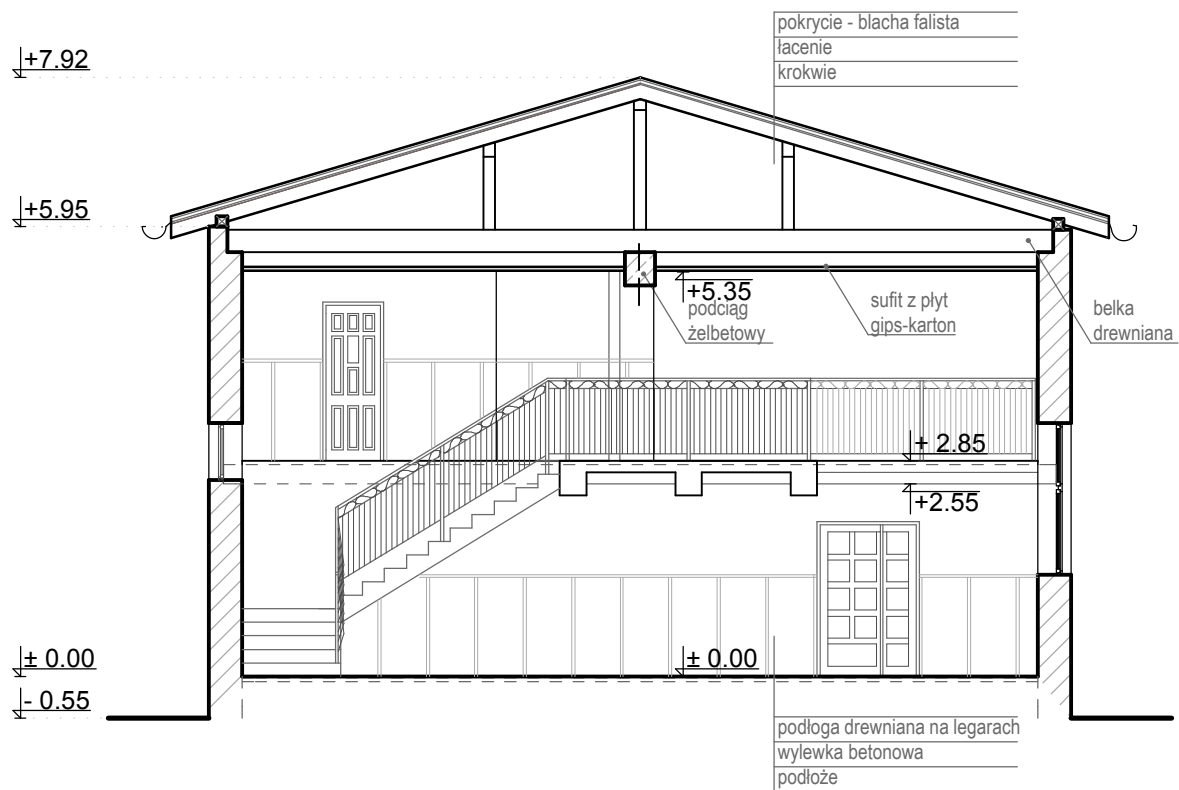 pokrycie - blacha falista
łacenie
krokwie
+7.92
+5.95
+5.35
podciąg
żelbetowy
sufit z płyt
gips-karton
belka
drewniana
+ 2.85
+2.55
± 0.00
± 0.00
- 0.55
podłoga drewniana na legarach
wylewka betonowa
podłoże